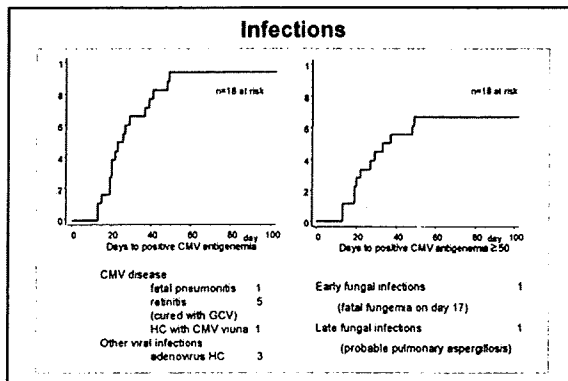 Infections
1
8
6
4
2
0
n=18 at risk
0 20 40 60 80 100
day
Days to positive CMV antigenemia
1
8
6
4
2
0
n=18 at risk
0 20 40 60 80 100
day
Days to positive CMV antigenemia ≥50
CMV disease
fetal pneumonitis 1
retinitis 5
(cured with GCV)
HC with CMV viuna 1
Other viral infections
adenovirus HC 3
Early fungal infections 1
(fatal fungemia on day 17)
Late fungal infections 1
(probable pulmonary aspergillosis)